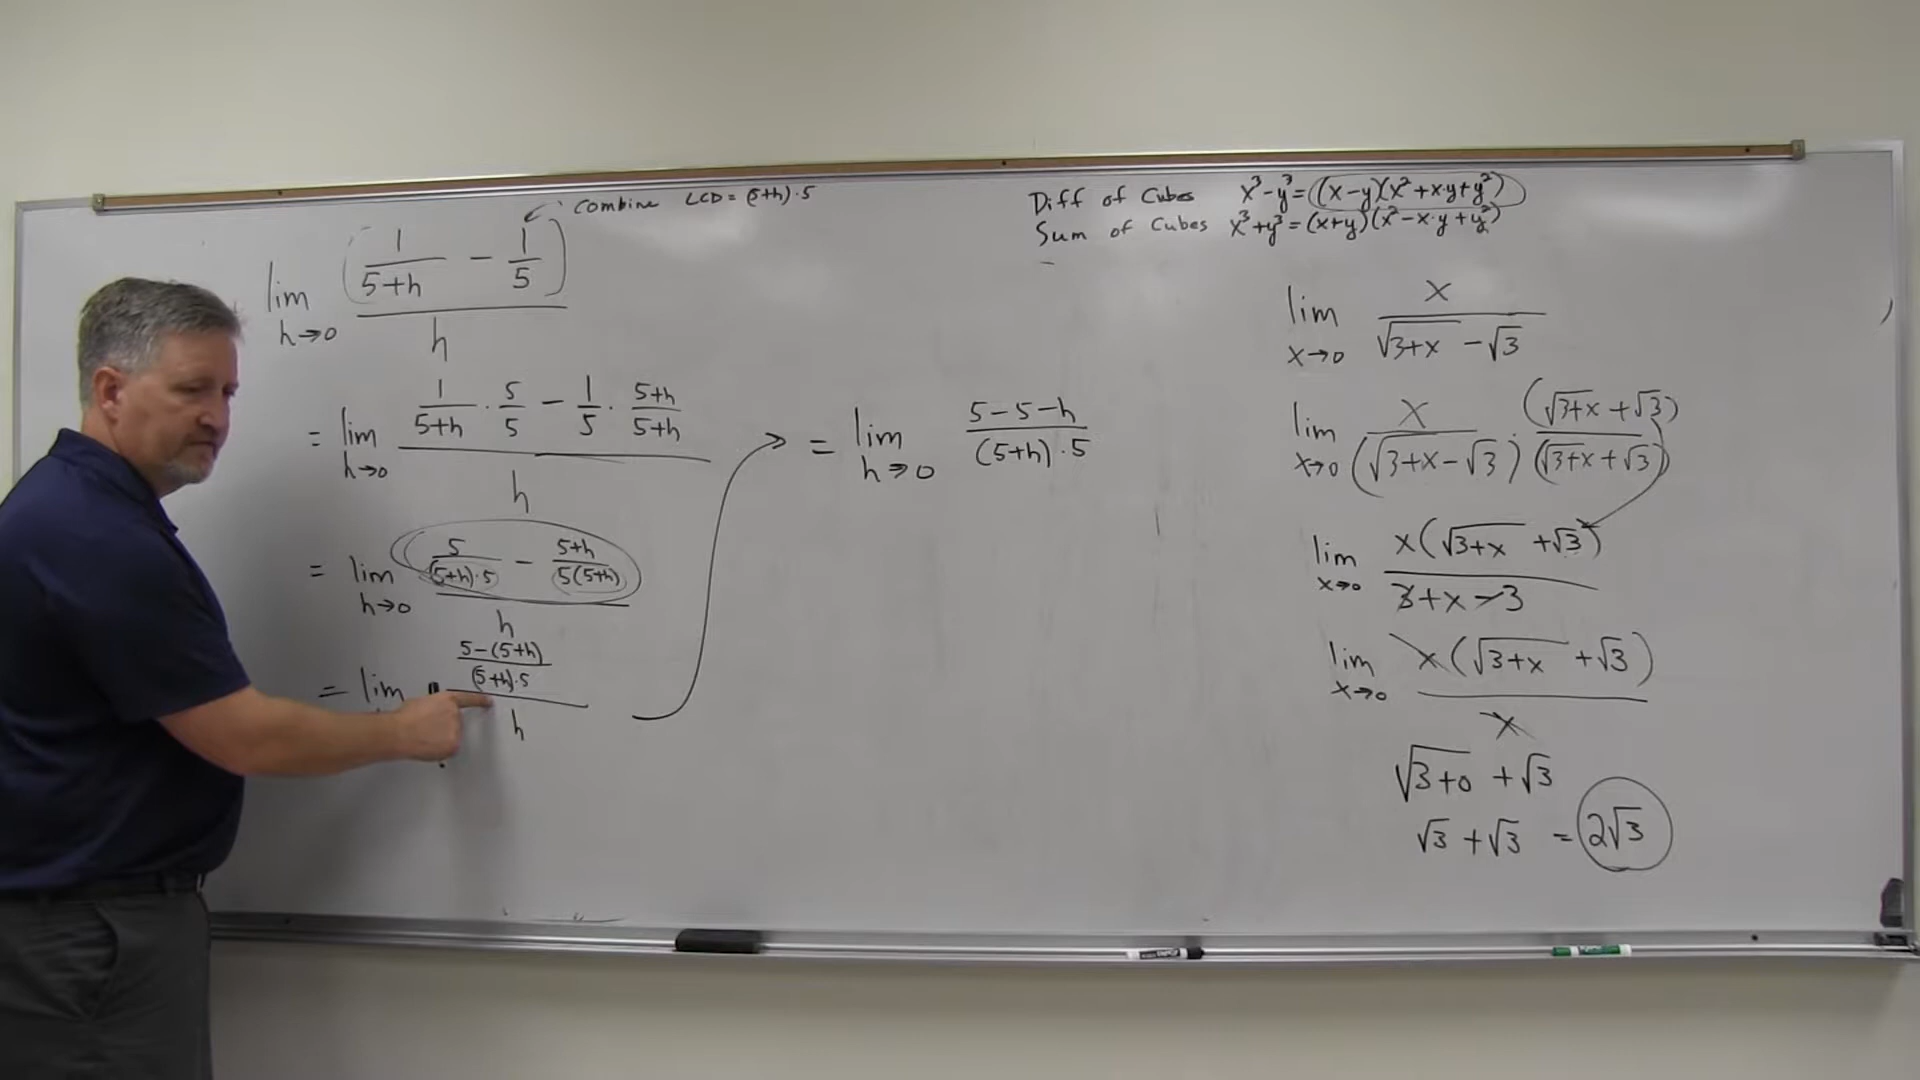 combine LCD = (5+h)·5
lim h→0 (1/(5+h) − 1/5) / h
= lim h→0 (1/(5+h) · 5/5 − 1/5 · (5+h)/(5+h)) / h
= lim h→0 (5/((5+h)·5) − (5+h)/(5(5+h))) / h
= lim ((5−(5+h))/((5+h)·5)) / h
= lim h→0 (5−5−h)/((5+h)·5)
Diff of Cubes x³−y³=(x−y)(x²+x·y+y²)
Sum of Cubes x³+y³=(x+y)(x²−x·y+y²)
lim x→0 x/(√3+x − √3)
lim x→0 x/(√3+x − √3) · (√3+x + √3)/(√3+x + √3)
lim x→0 x(√3+x + √3)/(3+x−3)
lim x→0 x(√3+x + √3)/x
√3+0 + √3
√3 + √3 = 2√3